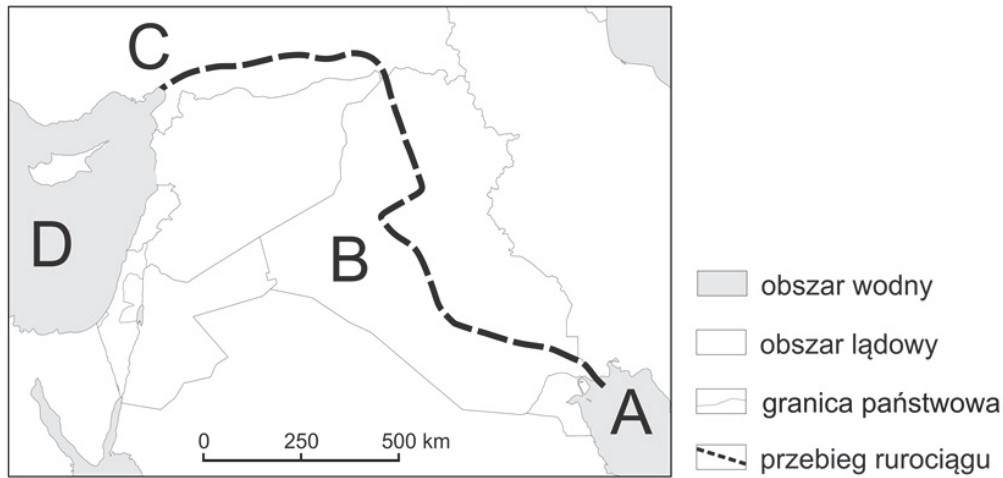 C
D
B
A
0 250 500 km
obszar wodny
obszar lądowy
granica państwowa
przebieg rurociągu